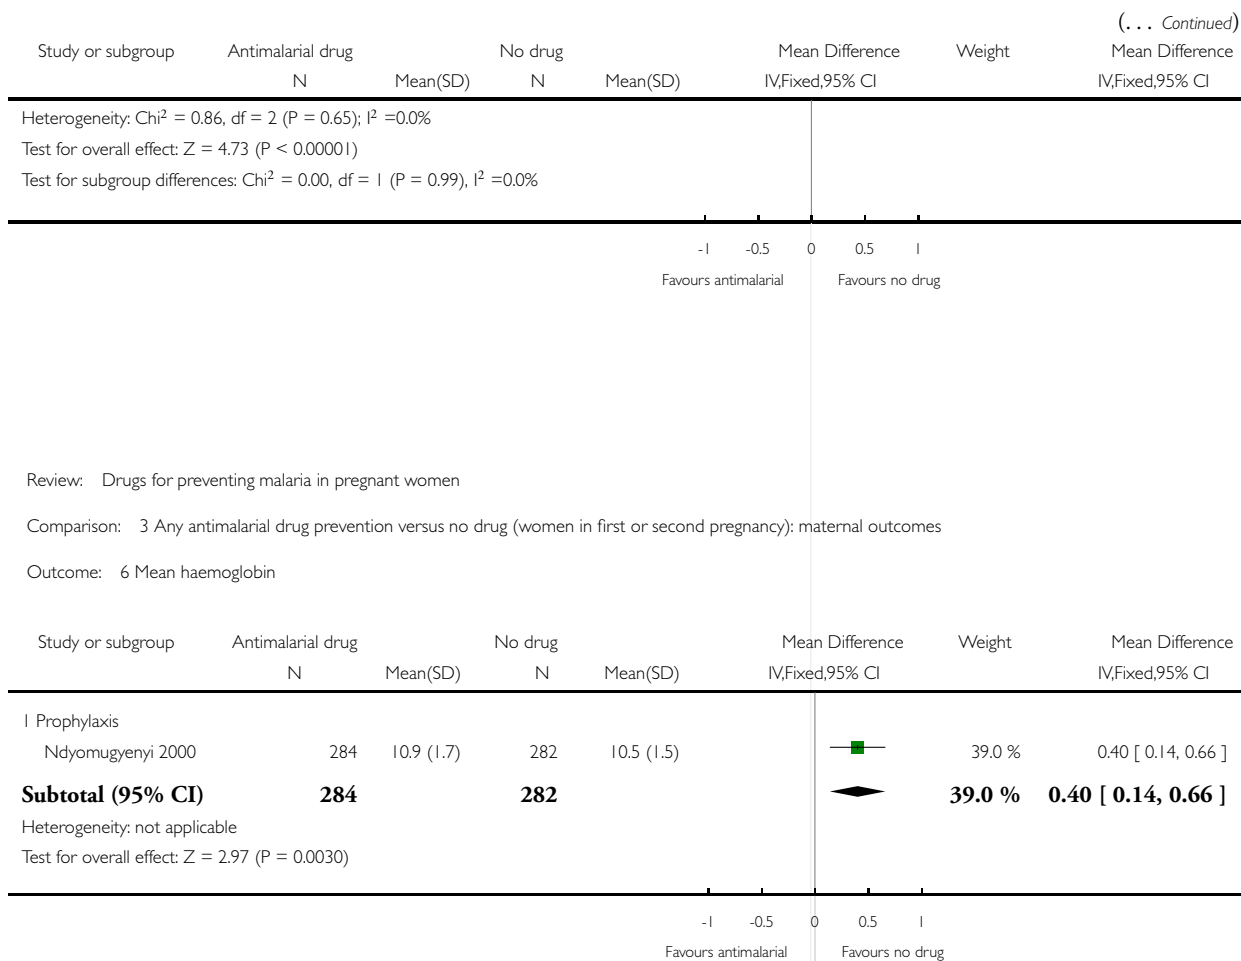 (... Continued)
Study or subgroup Antimalarial drug No drug Mean Difference Weight Mean Difference
N Mean(SD) N Mean(SD) IV,Fixed,95% CI IV,Fixed,95% CI
Heterogeneity: Chi² = 0.86, df = 2 (P = 0.65); I² =0.0%
Test for overall effect: Z = 4.73 (P < 0.00001)
Test for subgroup differences: Chi² = 0.00, df = 1 (P = 0.99), I² =0.0%
-1 -0.5 0 0.5 1
Favours antimalarial Favours no drug
Review: Drugs for preventing malaria in pregnant women
Comparison: 3 Any antimalarial drug prevention versus no drug (women in first or second pregnancy): maternal outcomes
Outcome: 6 Mean haemoglobin
Study or subgroup Antimalarial drug No drug Mean Difference Weight Mean Difference
N Mean(SD) N Mean(SD) IV,Fixed,95% CI IV,Fixed,95% CI
1 Prophylaxis
Ndyomugyenyi 2000 284 10.9 (1.7) 282 10.5 (1.5) 39.0 % 0.40 [ 0.14, 0.66 ]
Subtotal (95% CI) 284 282 39.0 % 0.40 [ 0.14, 0.66 ]
Heterogeneity: not applicable
Test for overall effect: Z = 2.97 (P = 0.0030)
-1 -0.5 0 0.5 1
Favours antimalarial Favours no drug